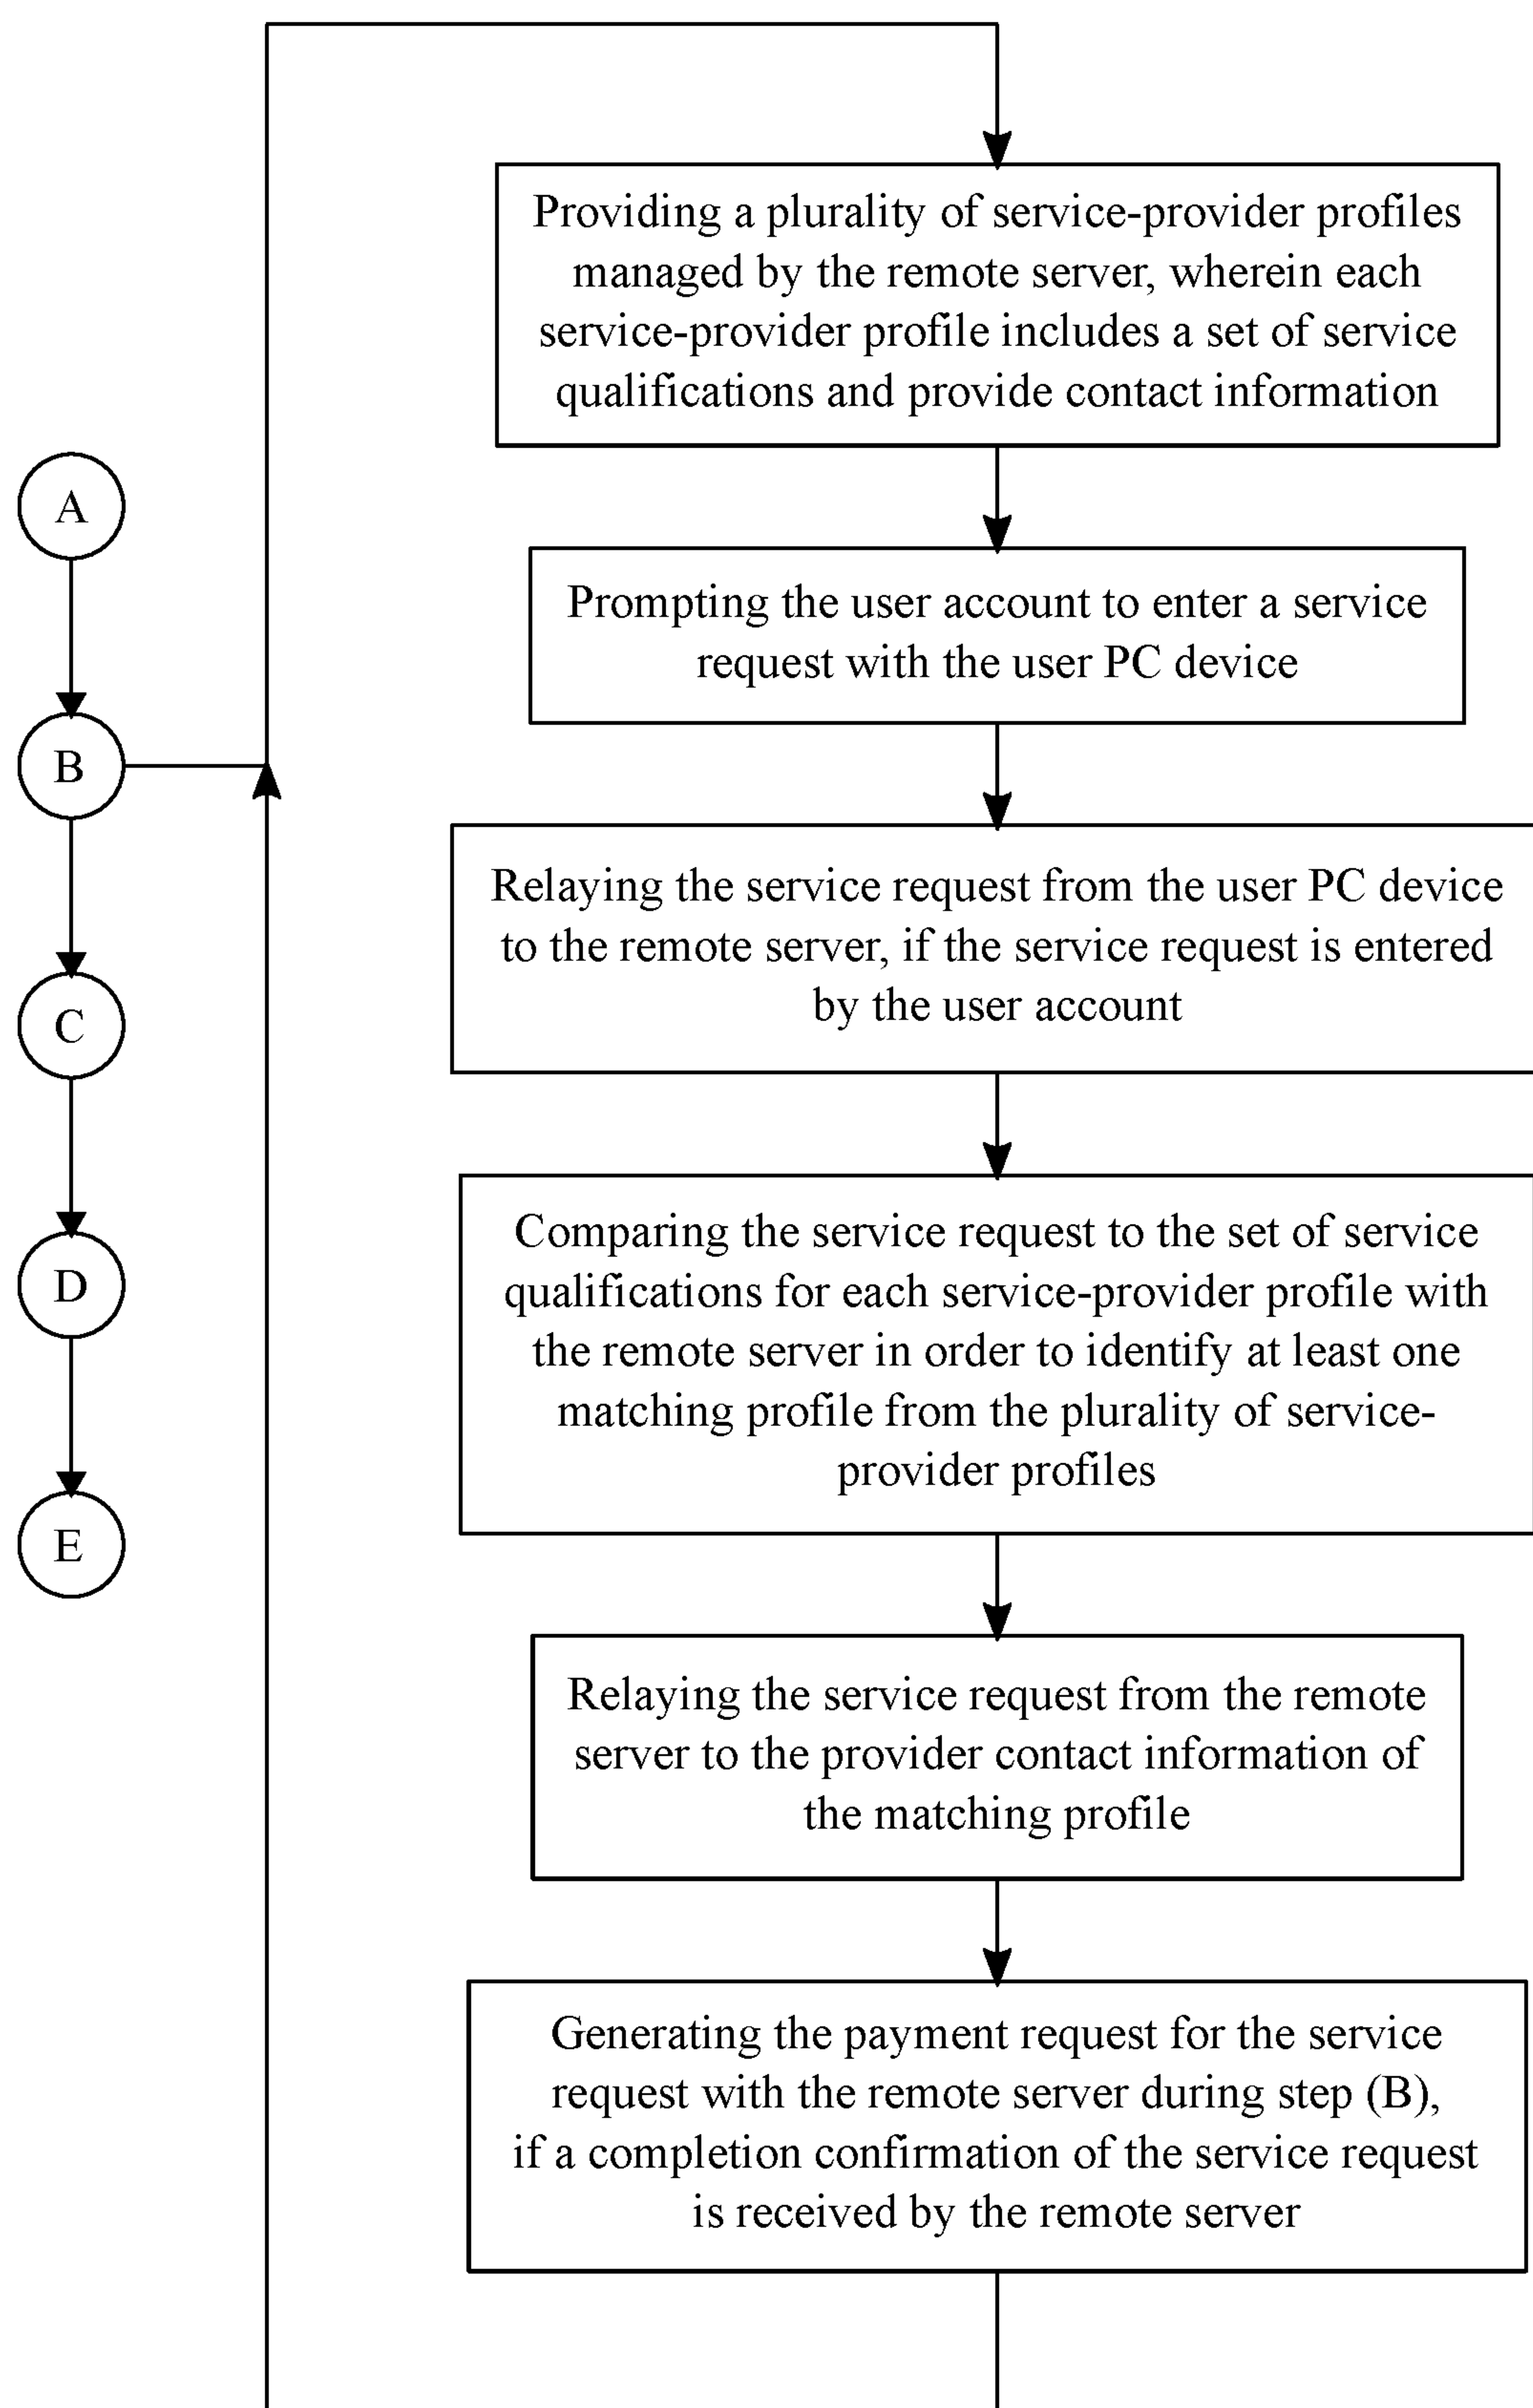 Providing a plurality of service-provider profiles
managed by the remote server, wherein each
service-provider profile includes a set of service
qualifications and provide contact information
A
Prompting the user account to enter a service
request with the user PC device
B
Relaying the service request from the user PC device
to the remote server, if the service request is entered
by the user account
C
Comparing the service request to the set of service
qualifications for each service-provider profile with
the remote server in order to identify at least one
matching profile from the plurality of service-
provider profiles
D
E
Relaying the service request from the remote
server to the provider contact information of
the matching profile
Generating the payment request for the service
request with the remote server during step (B),
if a completion confirmation of the service request
is received by the remote server